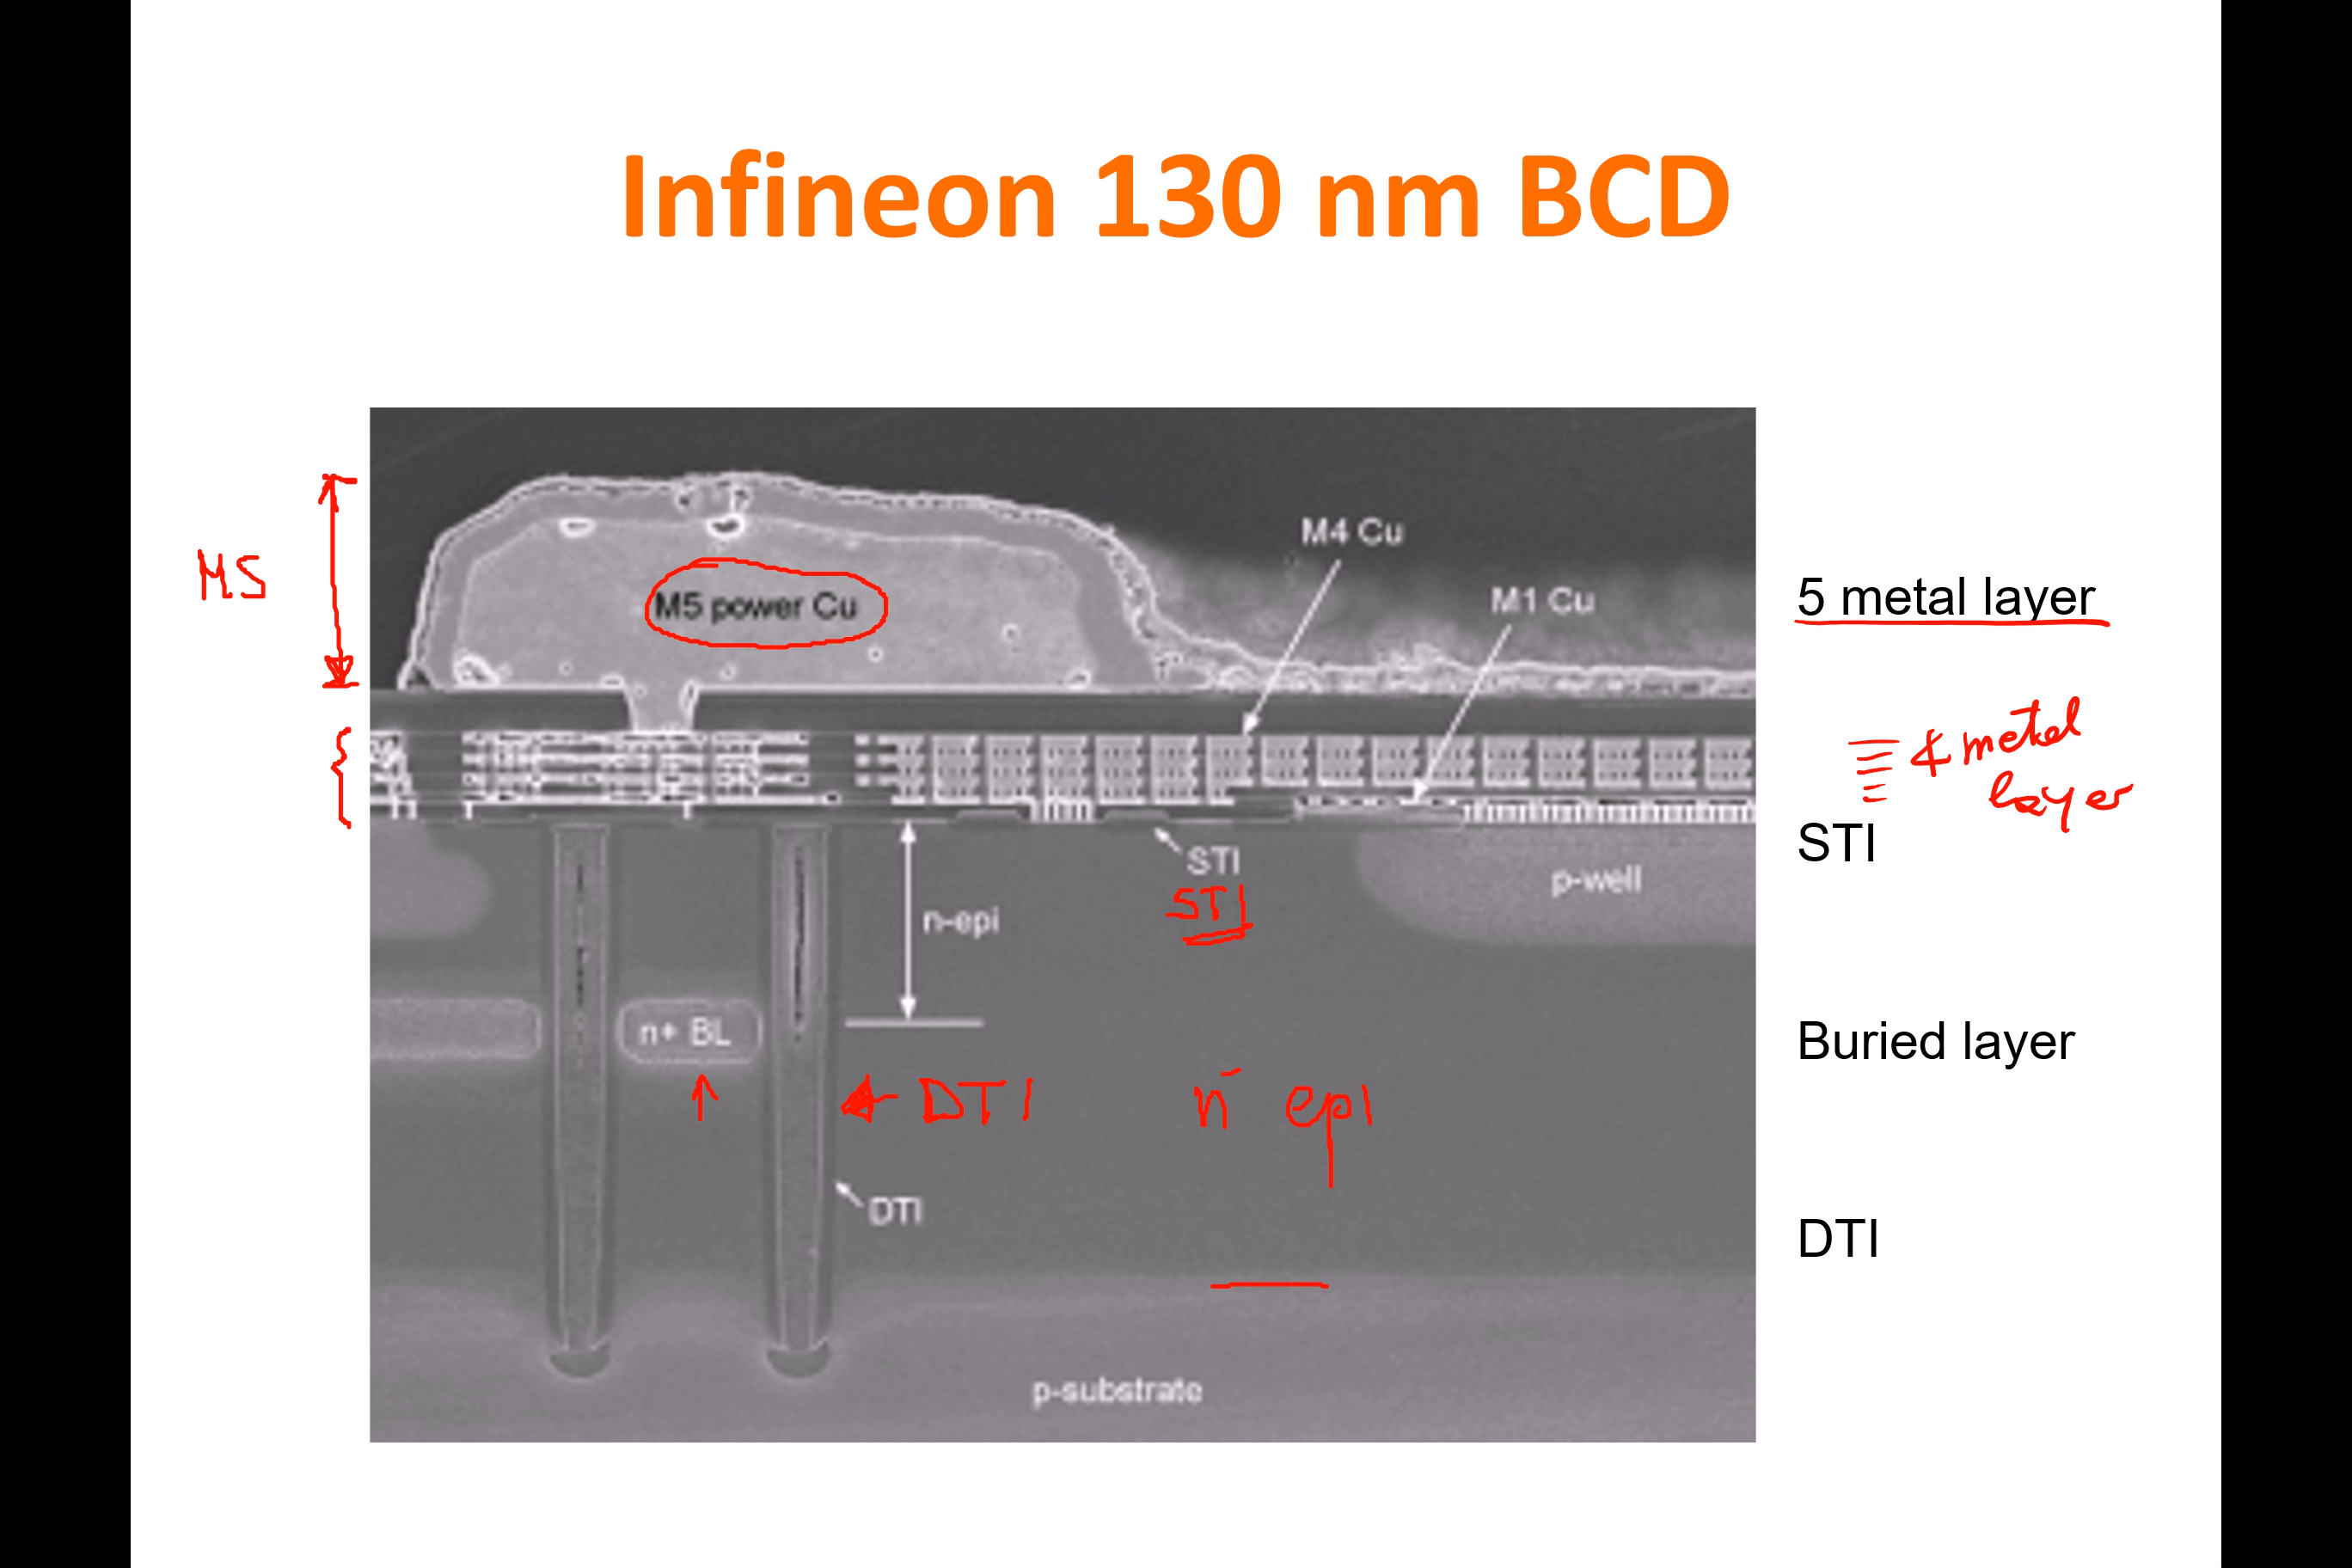 Infineon 130 nm BCD
M4 Cu
M5
M5 power Cu
M1 Cu
5 metal layer
4 metal
layer
STI
STI
STI
p-well
n-epi
n+ BL
Buried layer
DTI
n- epi
DTI
DTI
p-substrate